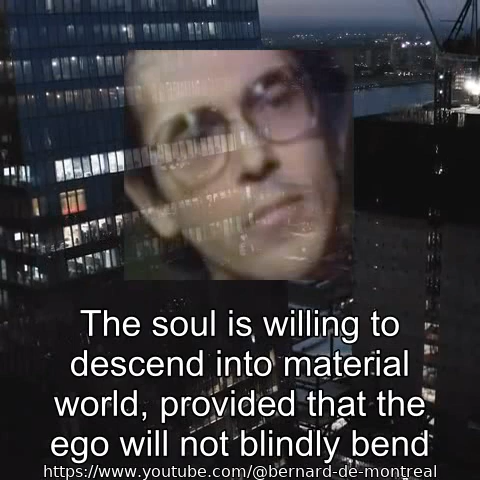 The soul is willing to
descend into material
world, provided that the
ego will not blindly bend
https://www.youtube.com/@bernard-de-montreal